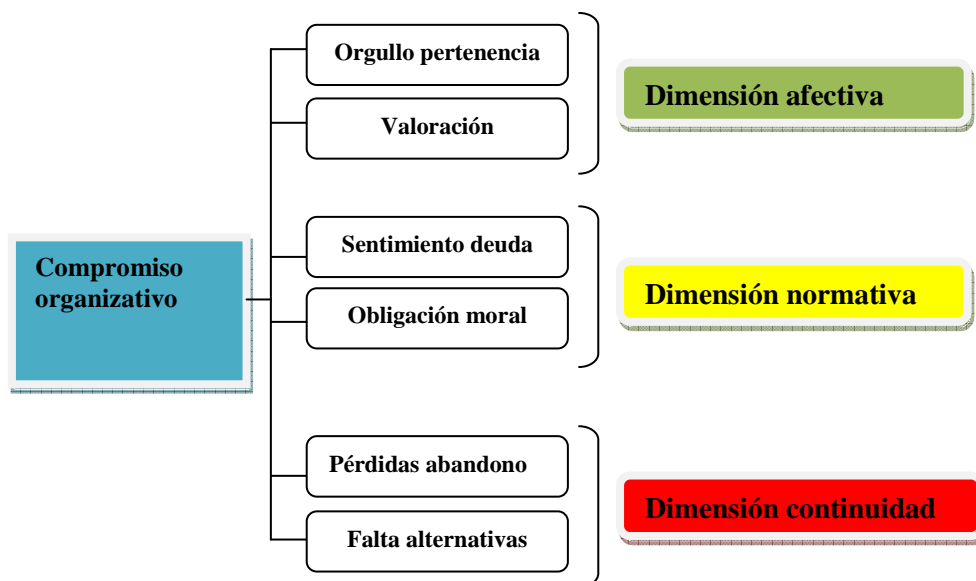 Orgullo pertenencia
Valoración
Dimensión afectiva
Compromiso
organizativo
Sentimiento deuda
Obligación moral
Dimensión normativa
Pérdidas abandono
Falta alternativas
Dimensión continuidad